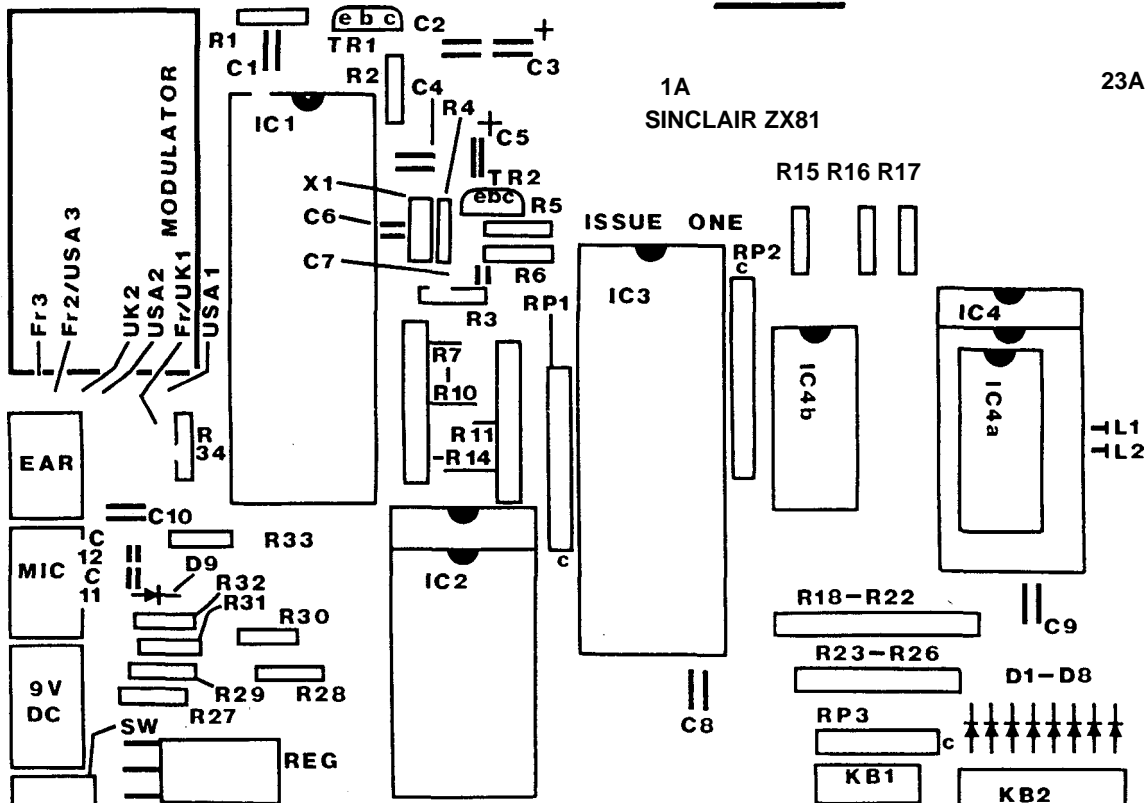 R1
e b c
TR1
C2
+
C3
C1
R2
C4
R4
1A
23A
SINCLAIR ZX81
MODULATOR
IC1
+
C5
X1
TR2
ebc
R15 R16 R17
C6
R5
ISSUE ONE
C7
R6
RP2
c
Fr3
Fr2/USA3
UK2
USA2
Fr/UK1
USA1
R3
RP1
IC3
IC4
R7
-
R10
IC4b
IC4a
EAR
R
34
R11
-R14
L1
L2
C10
C
12
R33
c
MIC
C
11
D9
IC2
R32
R31
R30
R18-R22
C9
R23-R26
9V
DC
R29
R28
D1-D8
R27
C8
SW
RP3
c
REG
KB1
KB2